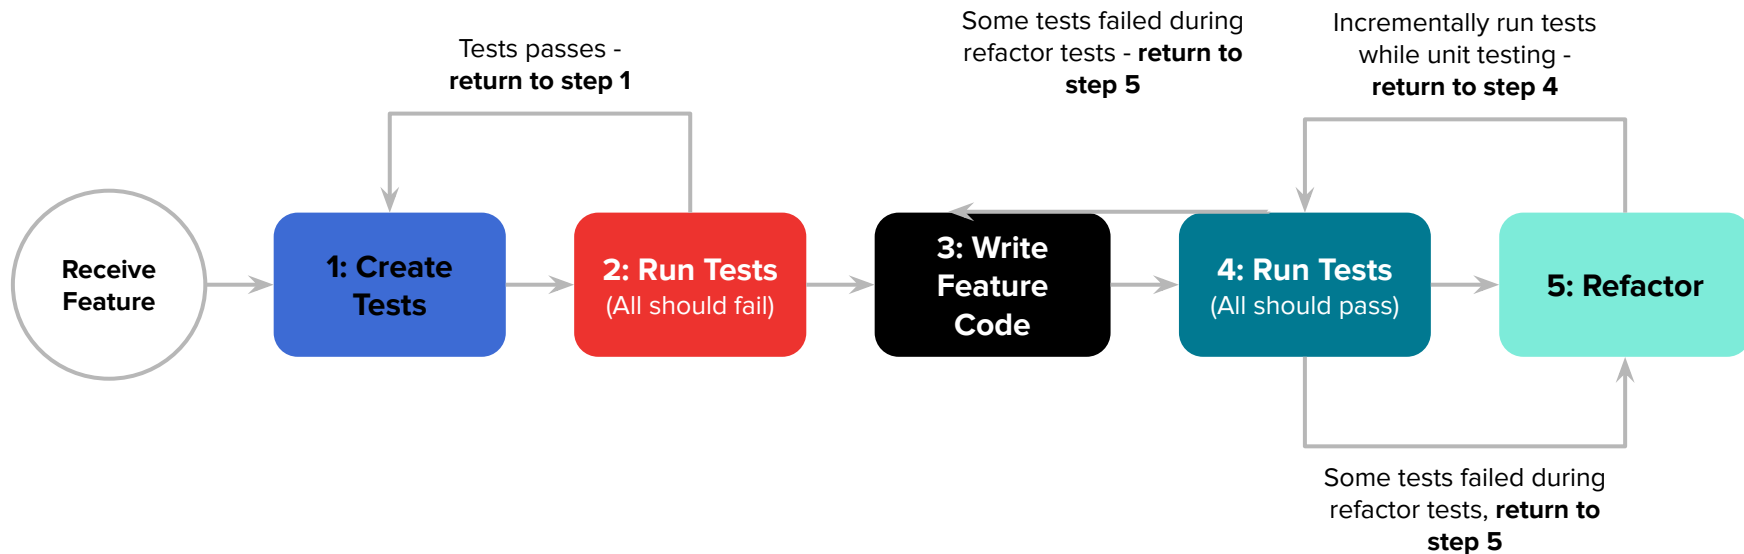 Tests passes -
return to step 1
Some tests failed during
refactor tests - return to
step 5
Incrementally run tests
while unit testing -
return to step 4
Receive
Feature
1: Create
Tests
2: Run Tests
(All should fail)
3: Write
Feature
Code
4: Run Tests
(All should pass)
5: Refactor
Some tests failed during
refactor tests, return to
step 5